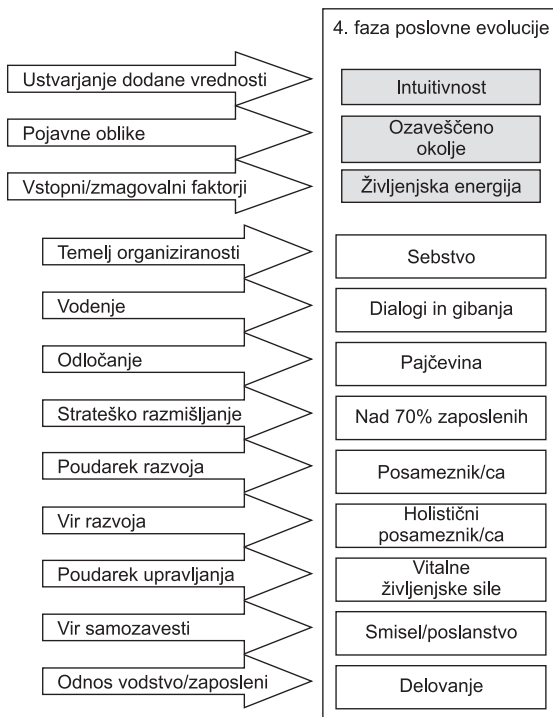 4. faza poslovne evolucije
Ustvarjanje dodane vrednosti
Intuitivnost
Pojavne oblike
Ozaveščeno
okolje
Vstopni/zmagovalni faktorji
Življenjska energija
Temelj organiziranosti
Sebstvo
Vodenje
Dialogi in gibanja
Odločanje
Pajčevina
Strateško razmišljanje
Nad 70% zaposlenih
Poudarek razvoja
Posameznik/ca
Vir razvoja
Holistični
posameznik/ca
Poudarek upravljanja
Vitalne
življenjske sile
Vir samozavesti
Smisel/poslanstvo
Odnos vodstvo/zaposleni
Delovanje